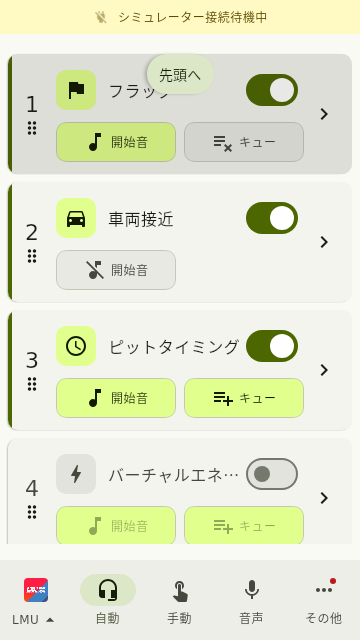 シミュレーター接続待機中
先頭へ
1
フラッグ
開始音
キュー
2
車両接近
開始音
3
ピットタイミング
開始音
キュー
4
バーチャルエネ…
開始音
キュー
LMU
自動
手動
音声
その他